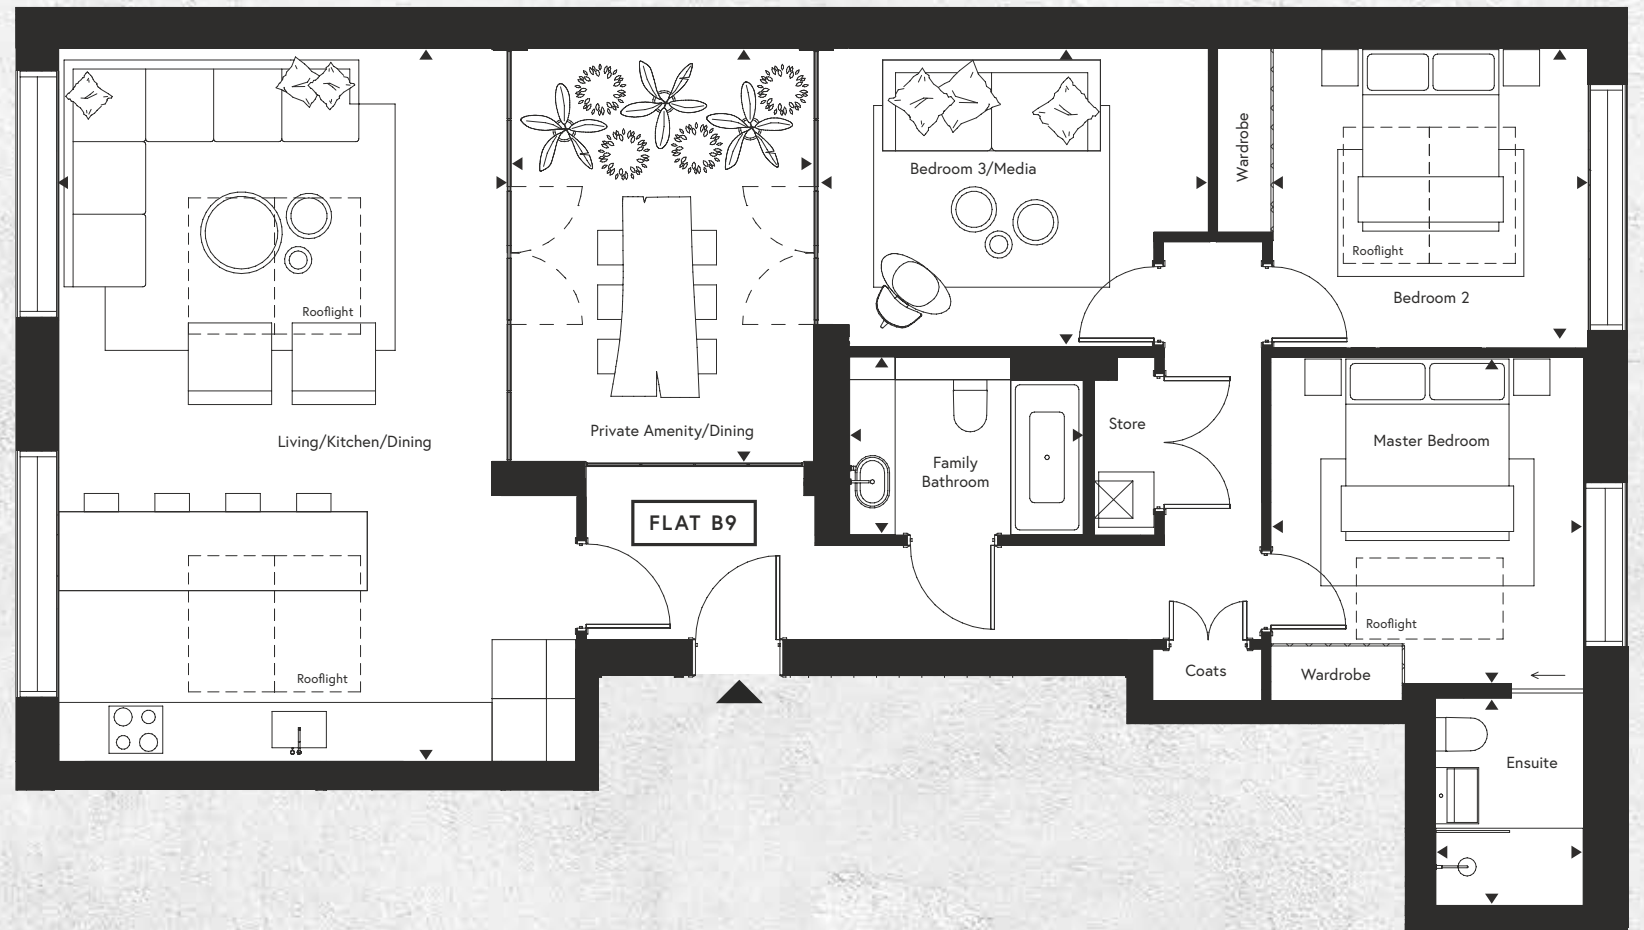 Wardrobe
Bedroom 3/Media
Rooflight
Bedroom 2
Rooflight
Living/Kitchen/Dining
Private Amenity/Dining
Store
Master Bedroom
Family
Bathroom
FLAT B9
Rooflight
Rooflight
Coats
Wardrobe
Ensuite